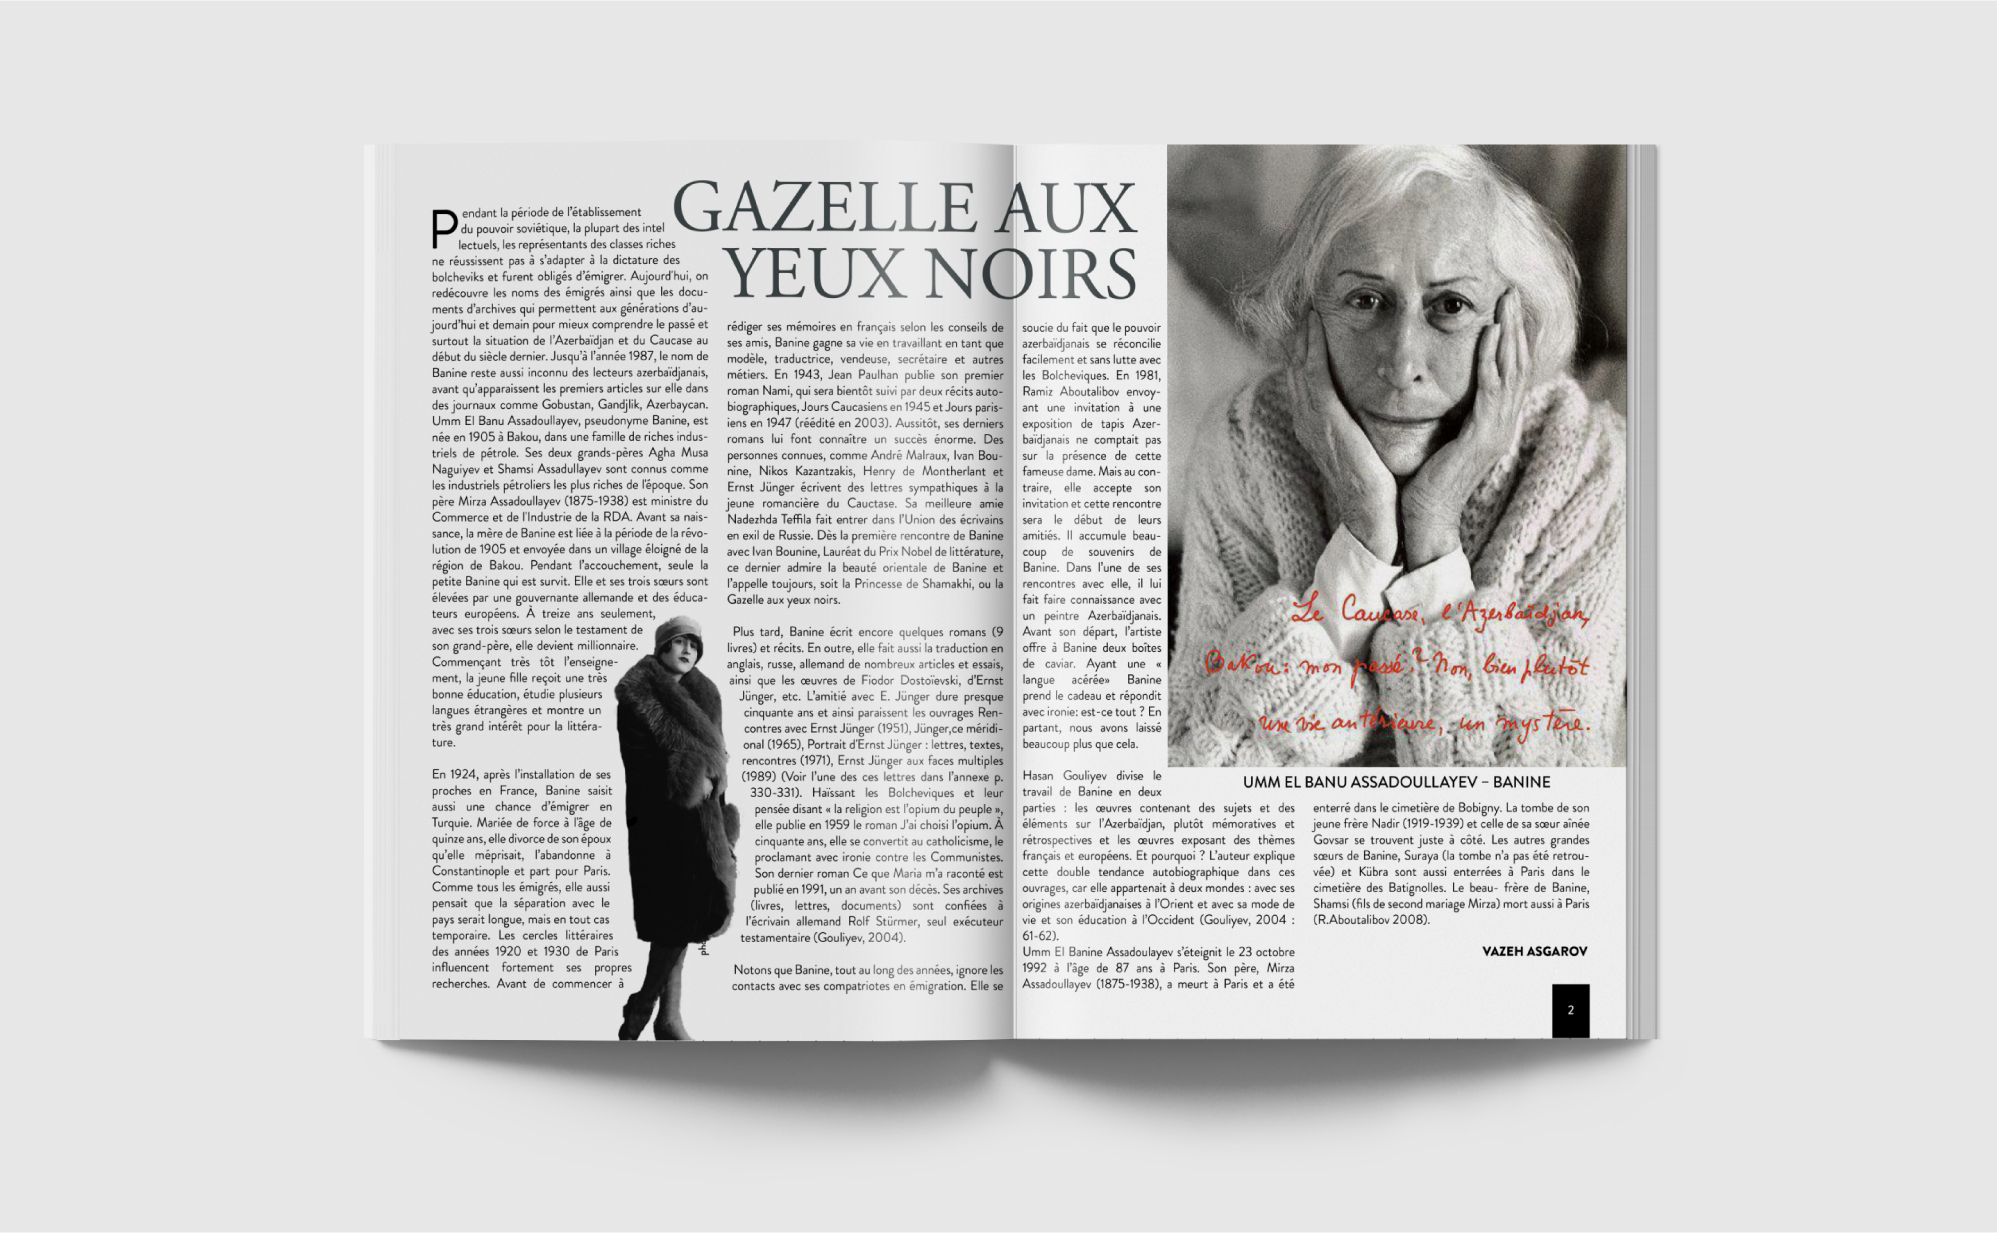 GAZELLE AUX
YEUX NOIRS
Pendant la période de l'établissement
du pouvoir soviétique, la plupart des intel
lectuels, les représentants des classes riches
ne réussissent pas à s'adapter à la dictature des
bolcheviks et furent obligés d'émigrer. Aujourd'hui, on
redécouvre les noms des émigrés ainsi que les docu-
ments d'archives qui permettent aux générations d'au-
jourd'hui et demain pour mieux comprendre le passé et
surtout la situation de l'Azerbaïdjan et du Caucase au
début du siècle dernier. Jusqu'à l'année 1987, le nom de
Banine reste aussi inconnu des lecteurs azerbaïdjanais,
avant qu'apparaissent les premiers articles sur elle dans
des journaux comme Gobustan, Gandjlik, Azerbaycan.
Umm El Banu Assadoullayev, pseudonyme Banine, est
née en 1905 à Bakou, dans une famille de riches indus-
triels de pétrole. Ses deux grands-pères Agha Musa
Naguiyev et Shamsi Assadullayev sont connus comme
les industriels pétroliers les plus riches de l'époque. Son
père Mirza Assadoullayev (1875-1938) est ministre du
Commerce et de l'Industrie de la RDA. Avant sa nais-
sance, la mère de Banine est liée à la période de la révo-
lution de 1905 et envoyée dans un village éloigné de la
région de Bakou. Pendant l'accouchement, seule la
petite Banine qui est survit. Elle et ses trois sœurs sont
élevées par une gouvernante allemande et des éduca-
teurs européens. À treize ans seulement,
avec ses trois sœurs selon le testament de
son grand-père, elle devient millionnaire.
Commençant très tôt l'enseigne-
ment, la jeune fille reçoit une très
bonne éducation, étudie plusieurs
langues étrangères et montre un
très grand intérêt pour la littéra-
ture.
En 1924, après l'installation de ses
proches en France, Banine saisit
aussi une chance d'émigrer en
Turquie. Mariée de force à l'âge de
quinze ans, elle divorce de son époux
qu'elle méprisait, l'abandonne à
Constantinople et part pour Paris.
Comme tous les émigrés, elle aussi
pensait que la séparation avec le
pays serait longue, mais en tout cas
temporaire. Les cercles littéraires
des années 1920 et 1930 de Paris
influencent fortement ses propres
recherches. Avant de commencer à
rédiger ses mémoires en français selon les conseils de
ses amis, Banine gagne sa vie en travaillant en tant que
modèle, traductrice, vendeuse, secrétaire et autres
métiers. En 1943, Jean Paulhan publie son premier
roman Nami, qui sera bientôt suivi par deux récits auto-
biographiques, Jours Caucasiens en 1945 et Jours paris-
iens en 1947 (réédité en 2003). Aussitôt, ses derniers
romans lui font connaître un succès énorme. Des
personnes connues, comme André Malraux, Ivan Bou-
nine, Nikos Kazantzakis, Henry de Montherlant et
Ernst Jünger écrivent des lettres sympathiques à la
jeune romancière du Cauctase. Sa meilleure amie
Nadezhda Teffila fait entrer dans l'Union des écrivains
en exil de Russie. Dès la première rencontre de Banine
avec Ivan Bounine, Lauréat du Prix Nobel de littérature,
ce dernier admire la beauté orientale de Banine et
l'appelle toujours, soit la Princesse de Shamakhi, ou la
Gazelle aux yeux noirs.
Plus tard, Banine écrit encore quelques romans (9
livres) et récits. En outre, elle fait aussi la traduction en
anglais, russe, allemand de nombreux articles et essais,
ainsi que les œuvres de Fiodor Dostoïevski, d'Ernst
Jünger, etc. L'amitié avec E. Jünger dure presque
cinquante ans et ainsi paraissent les ouvrages Ren-
contres avec Ernst Jünger (1951), Jünger,ce méridi-
onal (1965), Portrait d'Ernst Jünger : lettres, textes,
rencontres (1971), Ernst Jünger aux faces multiples
(1989) (Voir l'une des ces lettres dans l'annexe p.
330-331). Haïssant les Bolcheviques et leur
pensée disant « la religion est l'opium du peuple »,
elle publie en 1959 le roman J'ai choisi l'opium. À
cinquante ans, elle se convertit au catholicisme, le
proclamant avec ironie contre les Communistes.
Son dernier roman Ce que Maria m'a raconté est
publié en 1991, un an avant son décès. Ses archives
(livres, lettres, documents) sont confiées à
l'écrivain allemand Rolf Stürmer, seul exécuteur
testamentaire (Gouliyev, 2004).
Notons que Banine, tout au long des années, ignore les
contacts avec ses compatriotes en émigration. Elle se
soucie du fait que le pouvoir
azerbaïdjanais se réconcilie
facilement et sans lutte avec
les Bolcheviques. En 1981,
Ramiz Aboutalibov envoy-
ant une invitation à une
exposition de tapis Azer-
baïdjanais ne comptait pas
sur la présence de cette
fameuse dame. Mais au con-
traire, elle accepte son
invitation et cette rencontre
sera le début de leurs
amitiés. Il accumule beau-
coup de souvenirs de
Banine. Dans l'une de ses
rencontres avec elle, il lui
fait faire connaissance avec
un peintre Azerbaïdjanais.
Avant son départ, l'artiste
offre à Banine deux boîtes
de caviar. Ayant une «
langue acérée» Banine
prend le cadeau et répondit
avec ironie: est-ce tout ? En
partant, nous avons laissé
beaucoup plus que cela.
Hasan Gouliyev divise le
travail de Banine en deux
parties : les œuvres contenant des sujets et des
éléments sur l'Azerbaïdjan, plutôt mémoratives et
rétrospectives et les œuvres exposant des thèmes
français et européens. Et pourquoi ? L'auteur explique
cette double tendance autobiographique dans ces
ouvrages, car elle appartenait à deux mondes : avec ses
origines azerbaïdjanaises à l'Orient et avec sa mode de
vie et son éducation à l'Occident (Gouliyev, 2004 :
61-62).
Umm El Banine Assadoulayev s'éteignit le 23 octobre
1992 à l'âge de 87 ans à Paris. Son père, Mirza
Assadoullayev (1875-1938), a meurt à Paris et a été
Le Caucase, l'Azerbaïdjan,
Bakou: mon passé? Non, bien plutôt
une vie antérieure, un mystère.
UMM EL BANU ASSADOULLAYEV – BANINE
enterré dans le cimetière de Bobigny. La tombe de son
jeune frère Nadir (1919-1939) et celle de sa sœur aînée
Govsar se trouvent juste à côté. Les autres grandes
sœurs de Banine, Suraya (la tombe n'a pas été retrou-
vée) et Kübra sont aussi enterrées à Paris dans le
cimetière des Batignolles. Le beau- frère de Banine,
Shamsi (fils de second mariage Mirza) mort aussi à Paris
(R.Aboutalibov 2008).
VAZEH ASGAROV
2